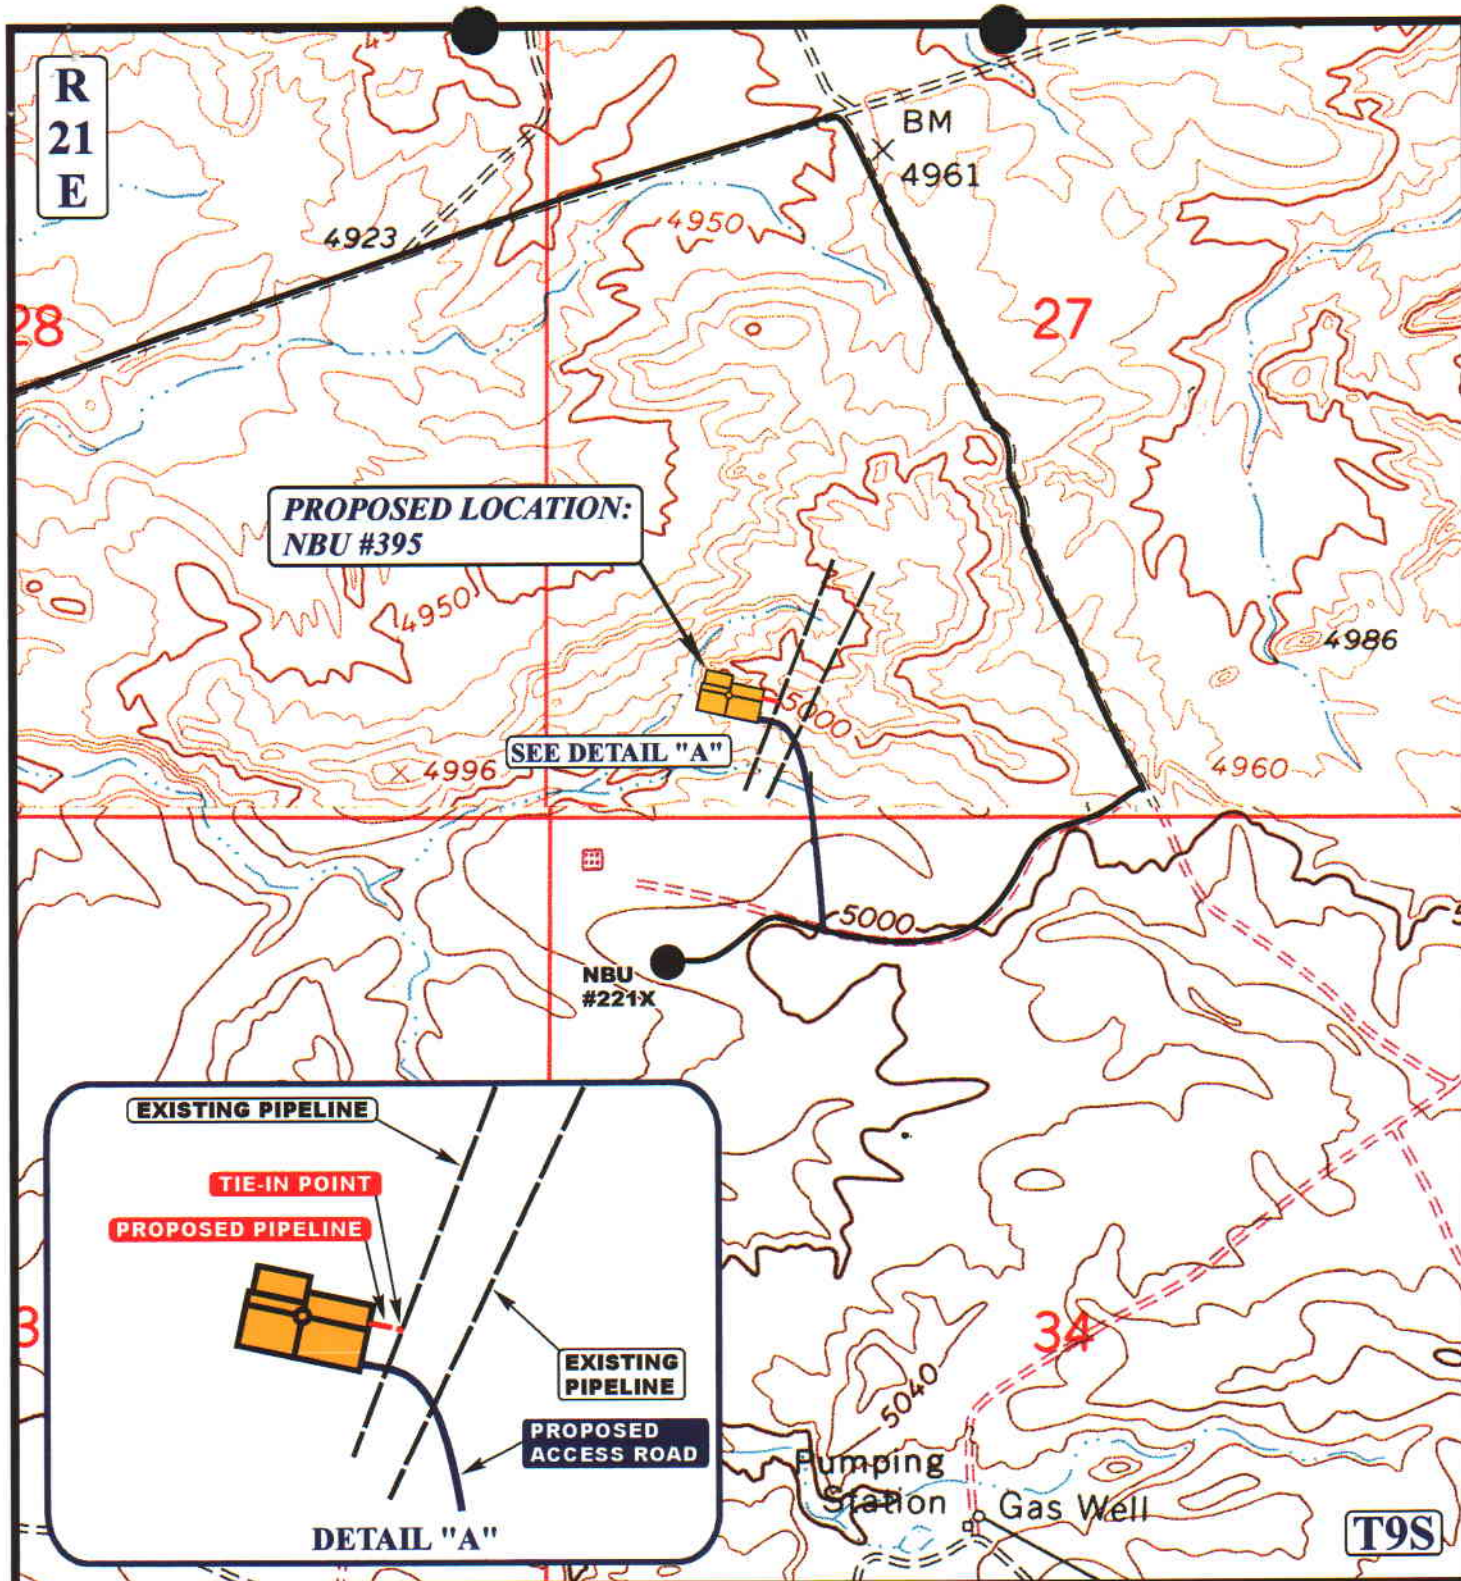 R
21
E
BM
4961
4923
4950
28
27
PROPOSED LOCATION:
NBU #395
4950
4986
5000
SEE DETAIL "A"
4996
4960
5000
NBU
#221X
EXISTING PIPELINE
TIE-IN POINT
PROPOSED PIPELINE
34
EXISTING
PIPELINE
5040
PROPOSED
ACCESS ROAD
Pumping
Station
Gas Well
DETAIL "A"
T9S